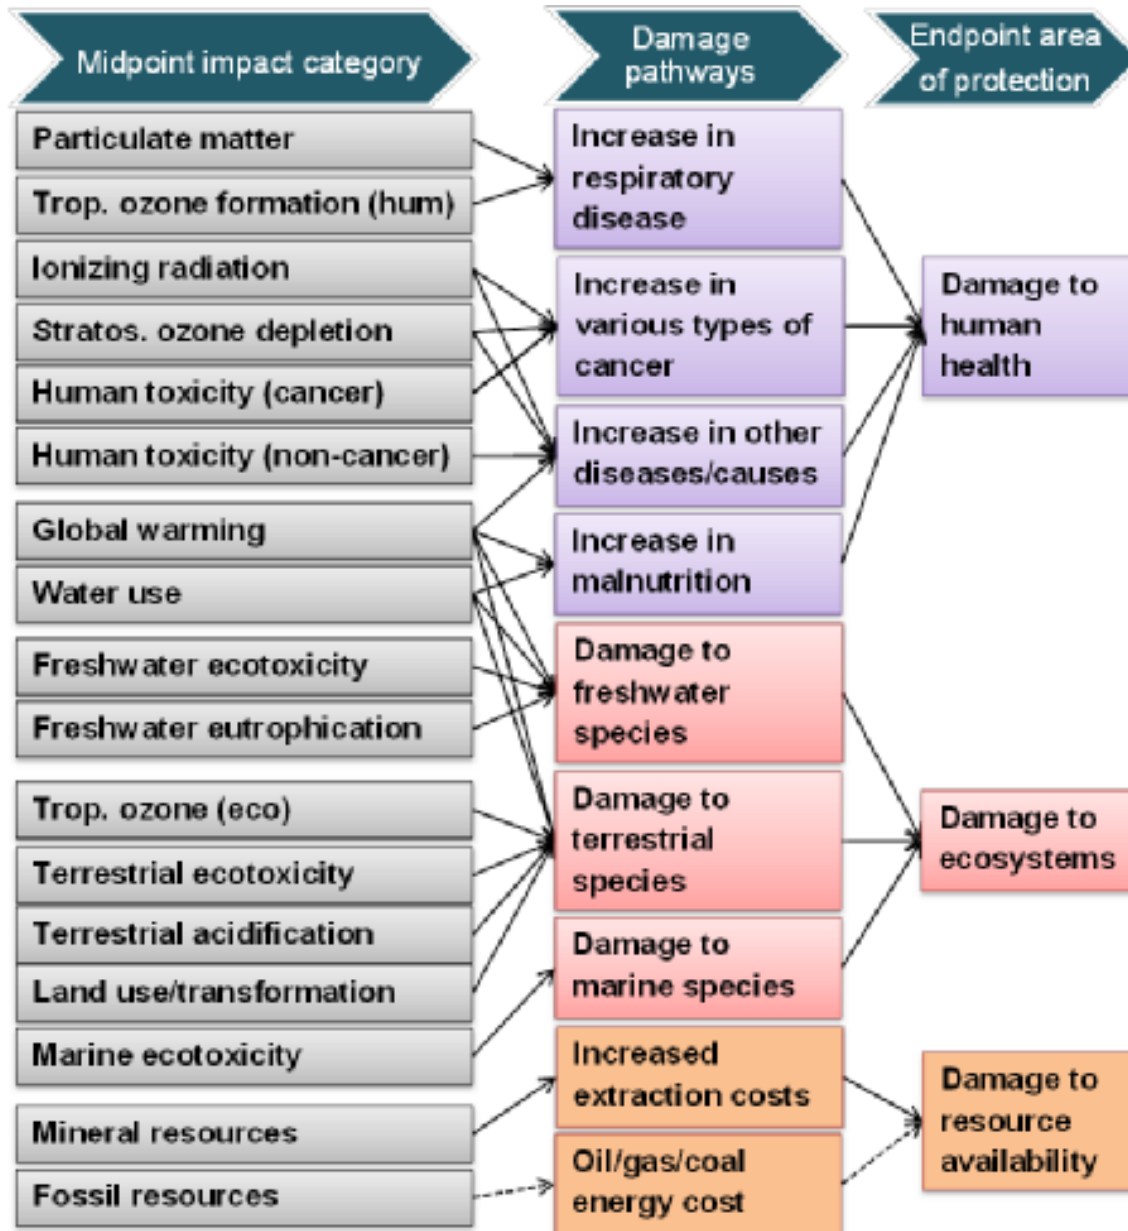 Midpoint impact category
Damage
pathways
Endpoint area
of protection
Particulate matter
Trop. ozone formation (hum)
Ionizing radiation
Stratos. ozone depletion
Human toxicity (cancer)
Human toxicity (non-cancer)
Global warming
Water use
Freshwater ecotoxicity
Freshwater eutrophication
Trop. ozone (eco)
Terrestrial ecotoxicity
Terrestrial acidification
Land use/transformation
Marine ecotoxicity
Mineral resources
Fossil resources
Increase in
respiratory
disease
Increase in
various types of
cancer
Increase in other
diseases/causes
Increase in
malnutrition
Damage to
freshwater
species
Damage to
terrestrial
species
Damage to
marine species
Increased
extraction costs
Oil/gas/coal
energy cost
Damage to
human
health
Damage to
ecosystems
Damage to
resource
availability